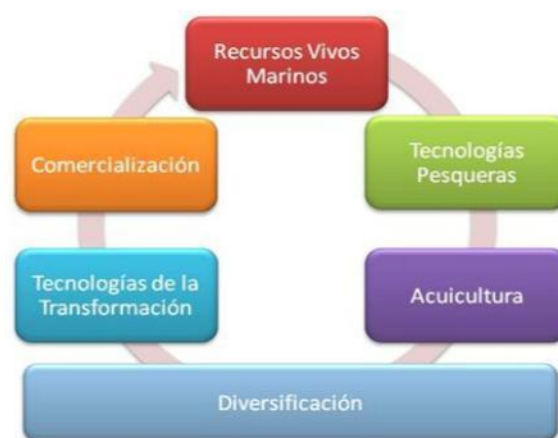 Recursos Vivos
Marinos
Tecnologías
Pesqueras
Acuicultura
Diversificación
Tecnologías de la
Transformación
Comercialización